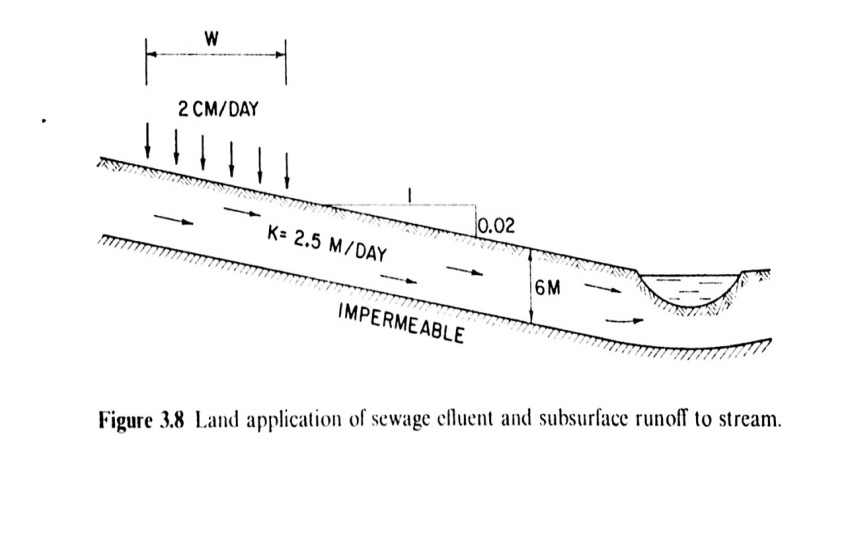 W
2 CM/DAY
1
0.02
K= 2.5 M/DAY
6M
IMPERMEABLE
Figure 3.8 Land application of sewage efluent and subsurface runoff to stream.